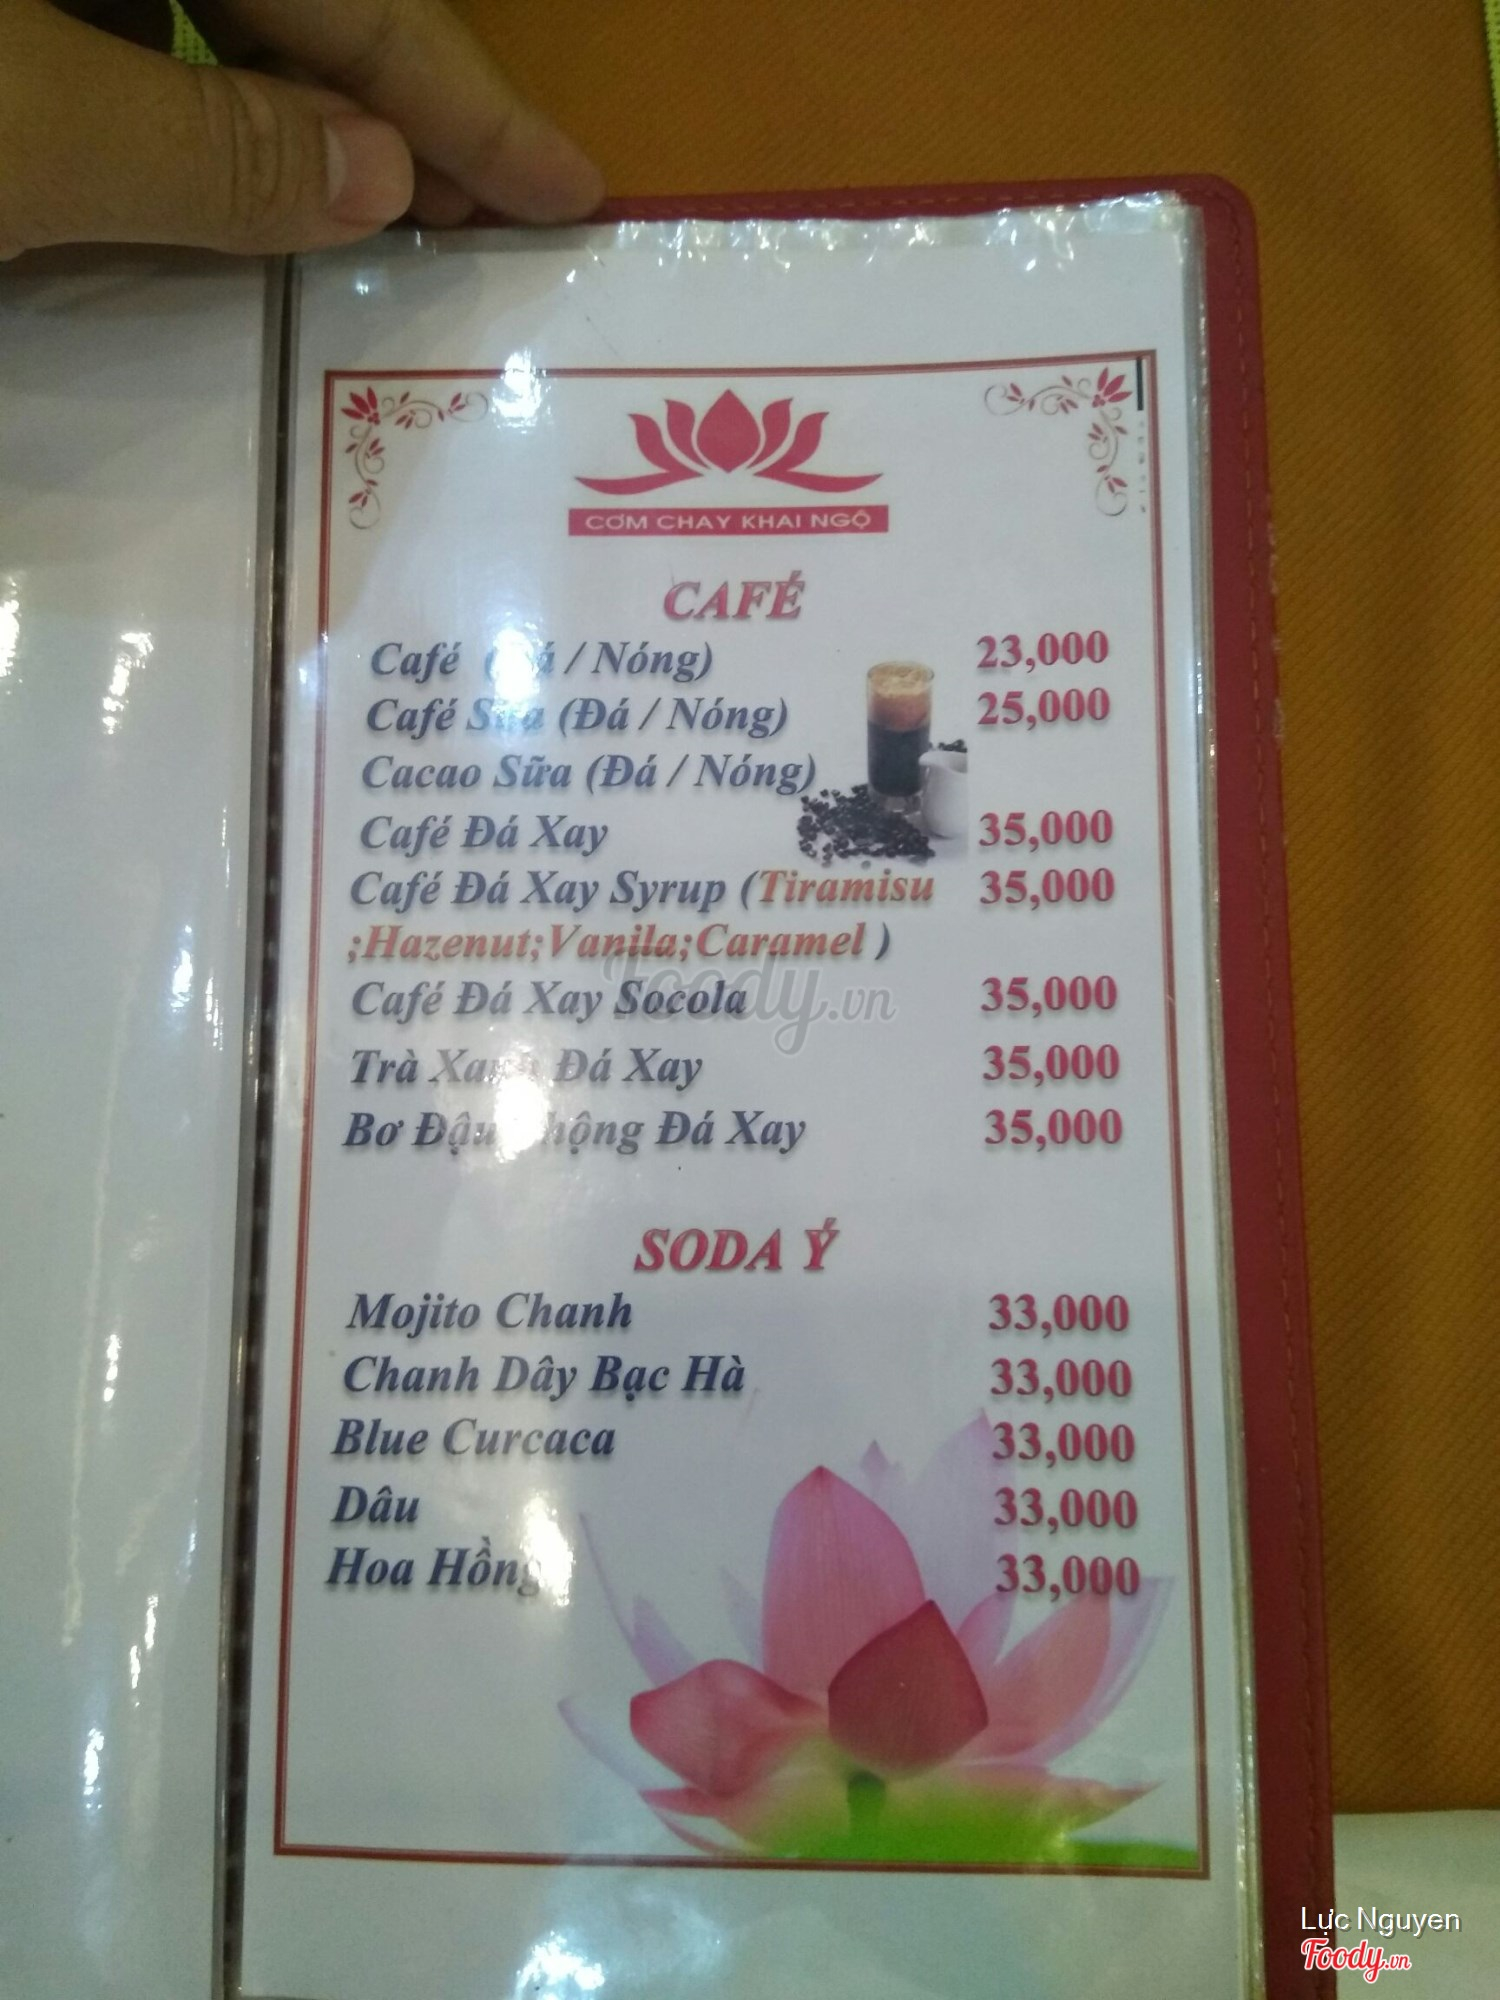 CƠM CHAY KHAI NGỘ
CAFÉ
Café / Nóng) 23,000
Café Sữa (Đá / Nóng) 25,000
Cacao Sữa (Đá / Nóng)
Café Đá Xay 35,000
Café Đá Xay Syrup (Tiramisu 35,000
;Hazenut;Vanila;Caramel )
Café Đá Xay Socola 35,000
Trà Xanh Đá Xay 35,000
Bơ Đậu Đá Xay 35,000
SODA Ý
Mojito Chanh 33,000
Chanh Dây Bạc Hà 33,000
Blue Curcaca 33,000
Dâu 33,000
Hoa Hồng 33,000
Foody.vn
Lực Nguyen
Foody.vn